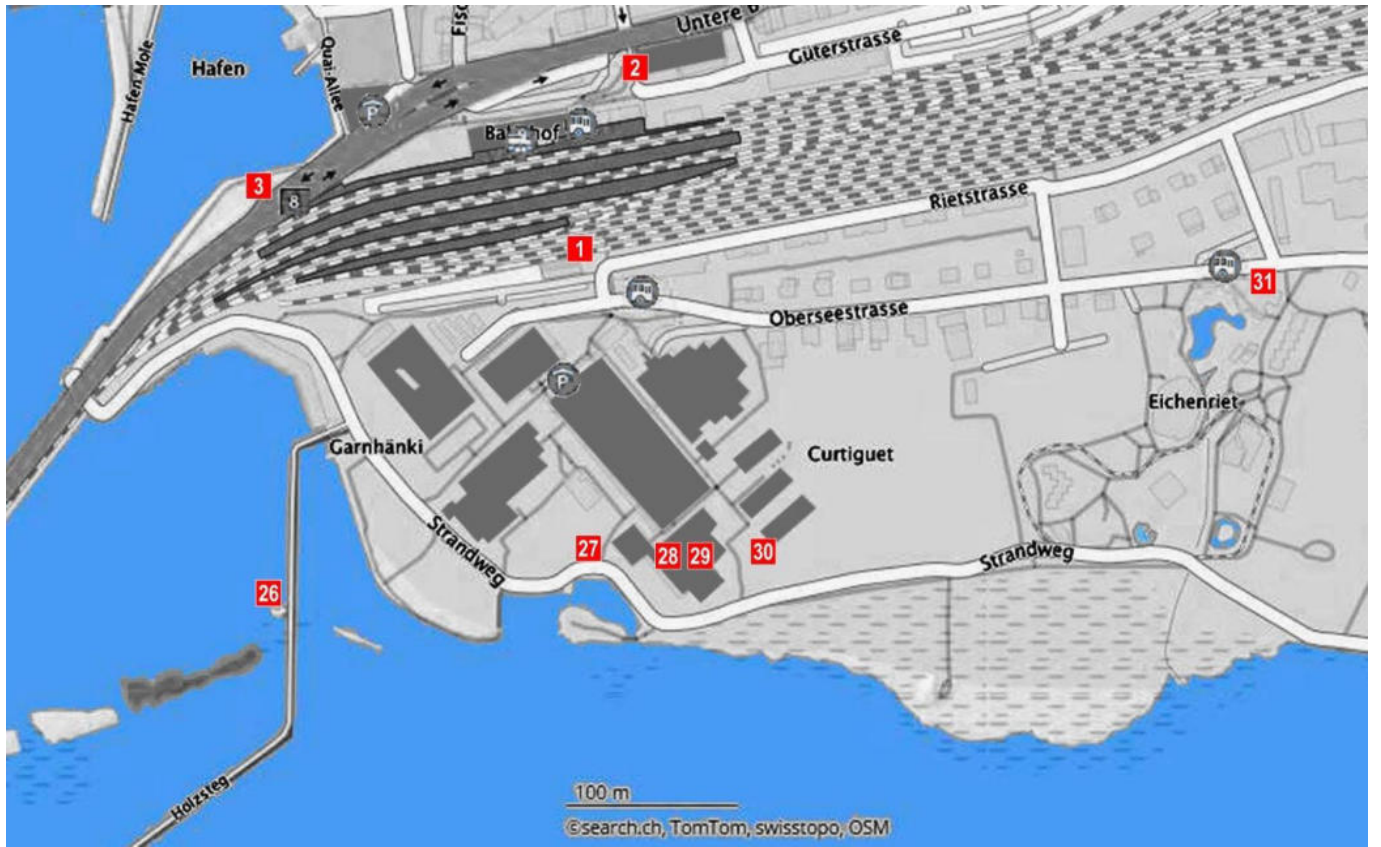 Untere
Fis
Güterstrasse
Hafen
Quai-Allee
Hafen-Mole
2
P
Bahnhof
3
8
1
Rietstrasse
31
Oberseestrasse
P
Eichenriet
Garnhänki
Curtiguet
Strandweg
27
28
29
30
Strandweg
26
Holzsteg
100 m
©search.ch, TomTom, swisstopo, OSM